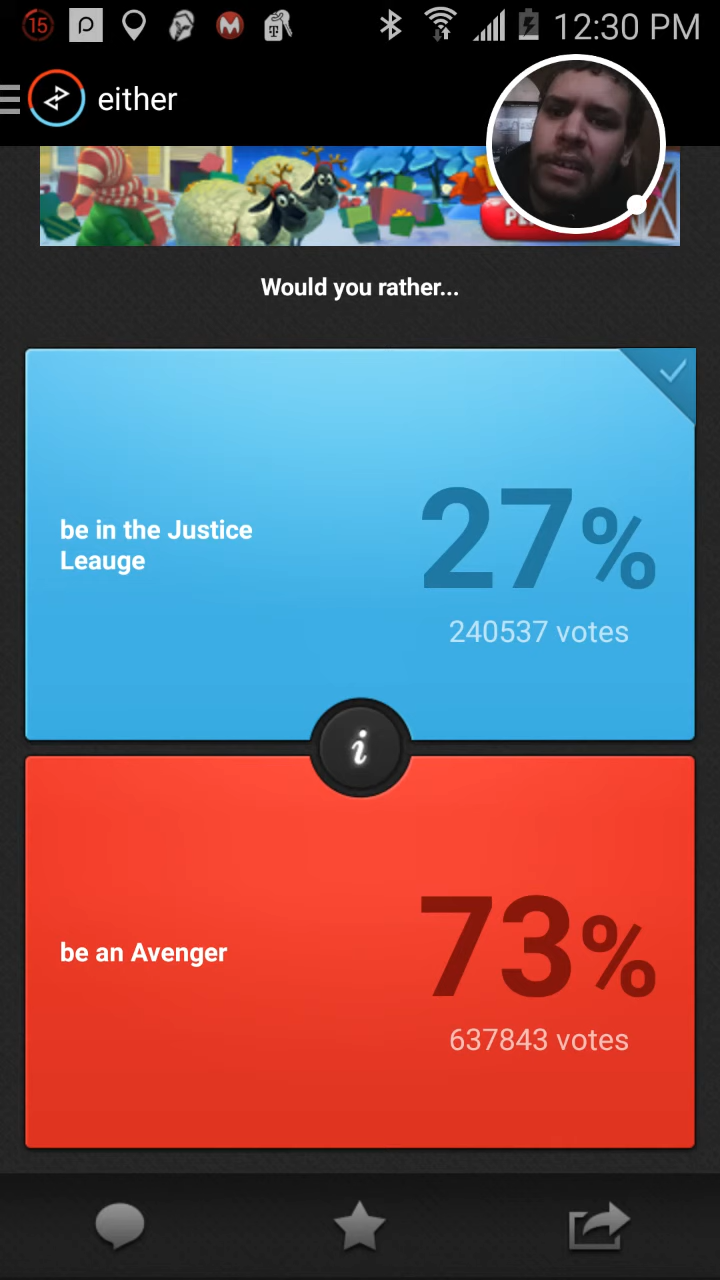 15
12:30 PM
either
Would you rather...
be in the Justice
Leauge
27%
240537 votes
i
be an Avenger
73%
637843 votes